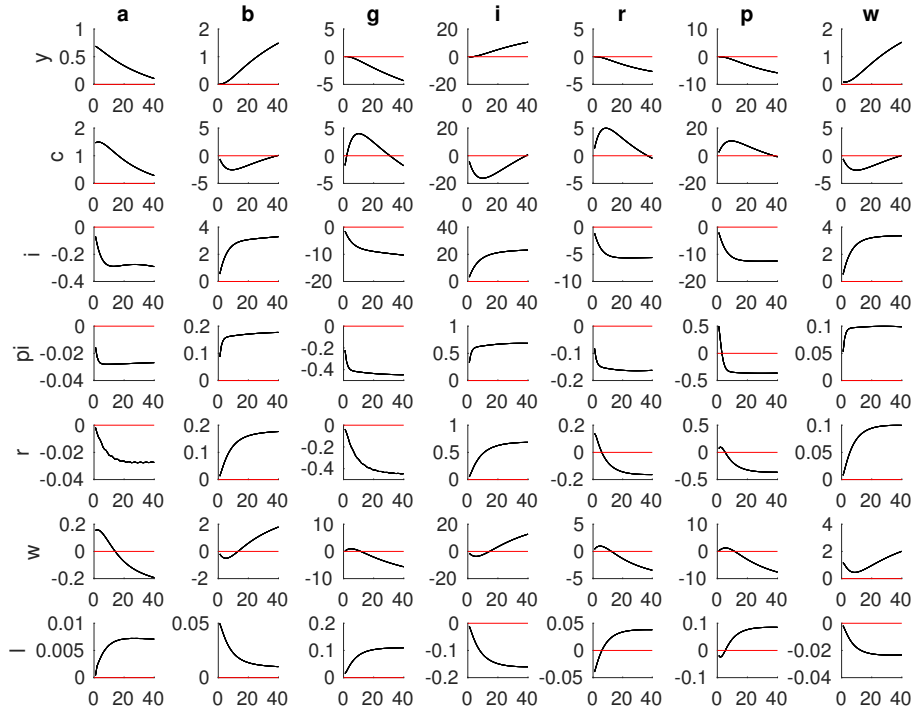 a b g i r p w
y
1 2 5 20 5 10 2
0.5 1 0 0 0 0 1
0 0 -5 -20 -5 -10 0
0 20 40 0 20 40 0 20 40 0 20 40 0 20 40 0 20 40 0 20 40
c
2 5 5 20 5 20 5
1 0 0 0 0 0 0
0 -5 -5 -20 -5 -20 -5
0 20 40 0 20 40 0 20 40 0 20 40 0 20 40 0 20 40 0 20 40
i
0 4 0 40 0 0 4
-0.2 2 -10 20 -5 -10 2
-0.4 0 -20 0 -10 -20 0
0 20 40 0 20 40 0 20 40 0 20 40 0 20 40 0 20 40 0 20 40
pi
0 0.2 0 1 0 0.5 0.1
-0.02 0.1 -0.2 0.5 -0.1 0 0.05
-0.04 0 -0.4 0 -0.2 -0.5 0
0 20 40 0 20 40 0 20 40 0 20 40 0 20 40 0 20 40 0 20 40
r
0 0.2 0 1 0.2 0.5 0.1
-0.02 0.1 -0.2 0.5 0 0 0.05
-0.04 0 -0.4 0 -0.2 -0.5 0
0 20 40 0 20 40 0 20 40 0 20 40 0 20 40 0 20 40 0 20 40
w
0.2 2 10 20 5 10 4
0 0 0 0 0 0 2
-0.2 -2 -10 -20 -5 -10 0
0 20 40 0 20 40 0 20 40 0 20 40 0 20 40 0 20 40 0 20 40
l
0.01 0.05 0.2 0 0.05 0.1 0
0.005 0.1 -0.1 0 0 -0.02
0 0 0 -0.2 -0.05 -0.1 -0.04
0 20 40 0 20 40 0 20 40 0 20 40 0 20 40 0 20 40 0 20 40